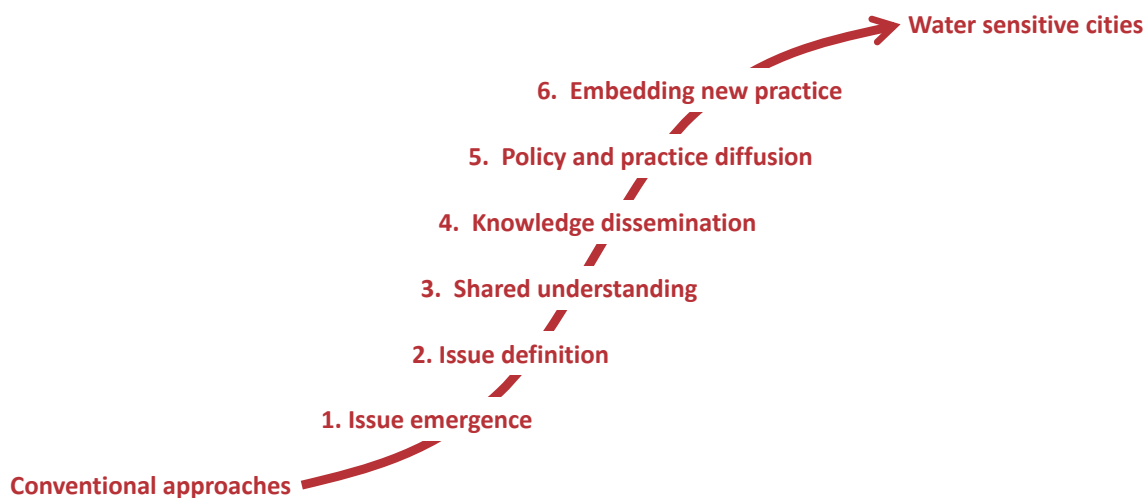 Water sensitive cities
6. Embedding new practice
5. Policy and practice diffusion
4. Knowledge dissemination
3. Shared understanding
2. Issue definition
1. Issue emergence
Conventional approaches